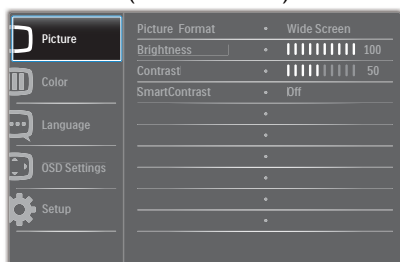 Picture
Color
Language
OSD Settings
Setup
Picture Format • Wide Screen
Brightness • 100
Contrast • 50
SmartContrast • Off